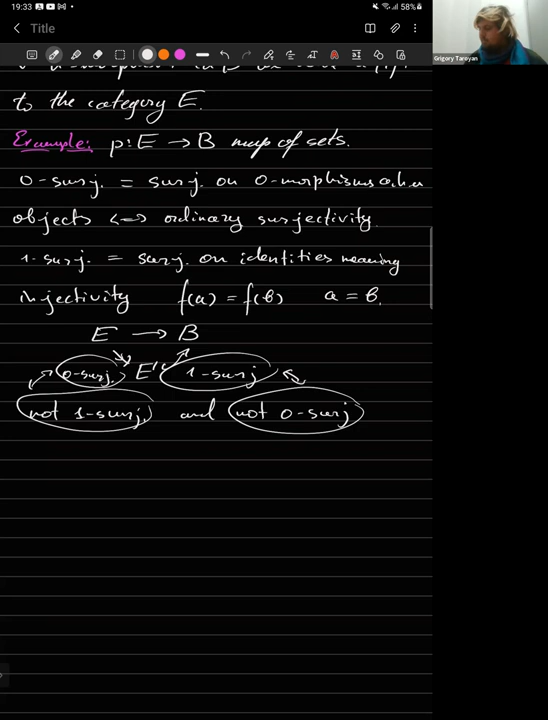 19:33
58%
Title
Grigory Taroyan
to the category E.
Example: p: E → B map of sets.
0-surj. = surj. on 0-morphisms a.k.a
objects <=> ordinary surjectivity.
1-surj. = surj. on identities meaning
injectivity f(a) = f(b) a = b.
E → B
0-surj. E' 1-surj
not 1-surj. and not 0-surj